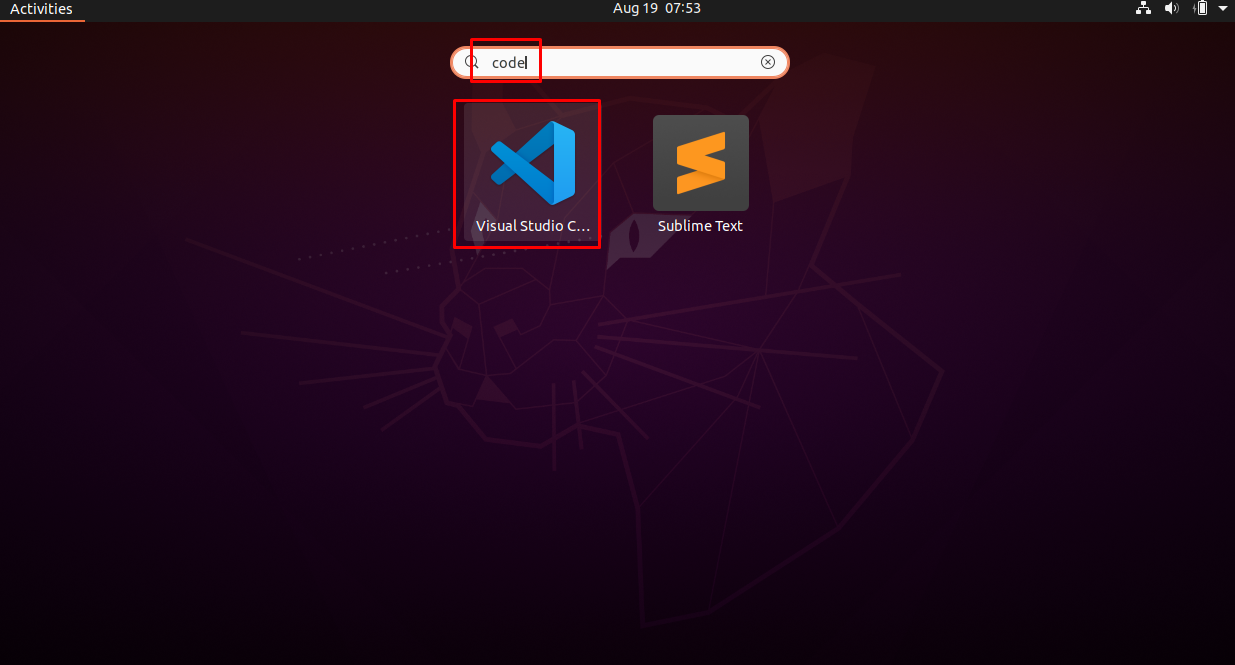 Activities
Aug 19 07:53
code
Visual Studio C...
Sublime Text